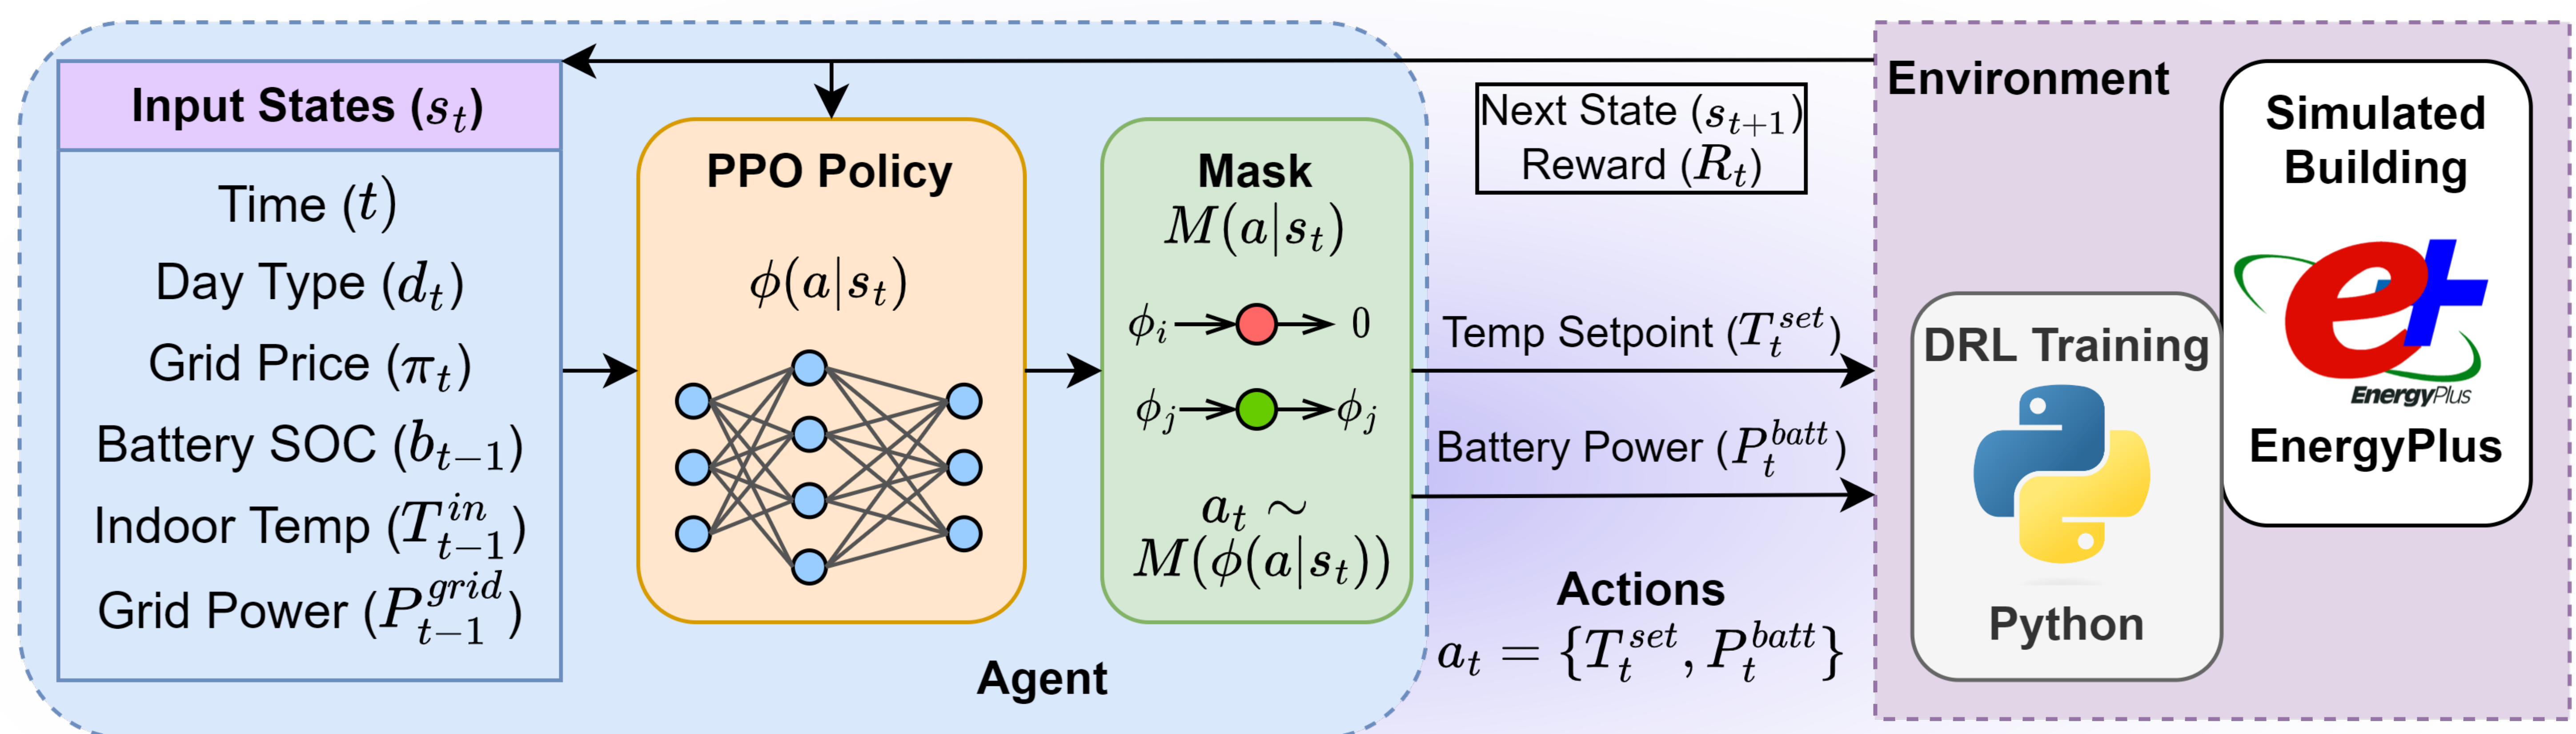 Input States (s_t)
Time (t)
Day Type (d_t)
Grid Price (π_t)
Battery SOC (b_{t−1})
Indoor Temp (T^{in}_{t−1})
Grid Power (P^{grid}_{t−1})
PPO Policy
ϕ(a|s_t)
Mask
M(a|s_t)
ϕ_i 0
ϕ_j ϕ_j
a_t ∼
M(ϕ(a|s_t))
Agent
Next State (s_{t+1})
Reward (R_t)
Temp Setpoint (T^{set}_t)
Battery Power (P^{batt}_t)
Actions
a_t = {T^{set}_t, P^{batt}_t}
Environment
DRL Training
Python
Simulated
Building
e+
EnergyPlus
EnergyPlus